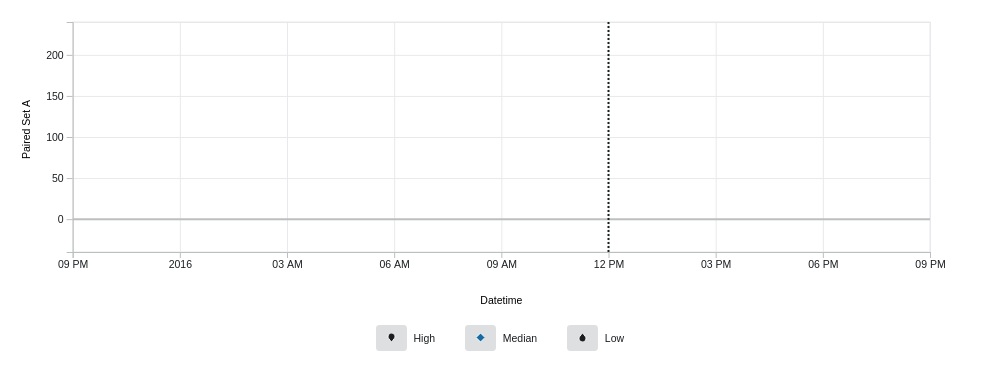 200
150
100
50
0
Paired Set A
09 PM 2016 03 AM 06 AM 09 AM 12 PM 03 PM 06 PM 09 PM
Datetime
High Median Low